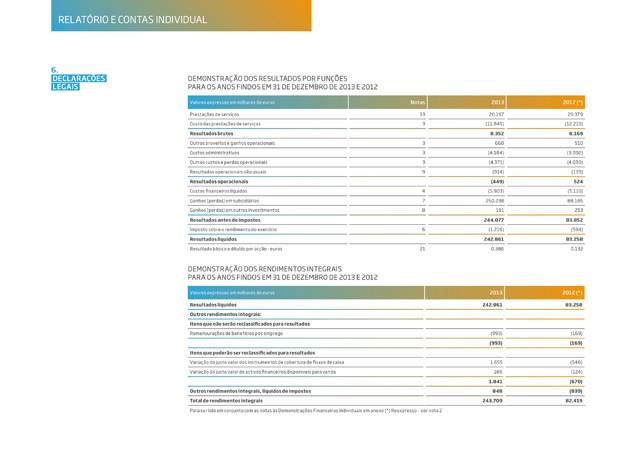 RELATÓRIO E CONTAS INDIVIDUAL
6.
DECLARAÇÕES
LEGAIS
DEMONSTRAÇÃO DOS RESULTADOS POR FUNÇÕES
PARA OS ANOS FINDOS EM 31 DE DEZEMBRO DE 2013 E 2012
Valores expressos em milhares de euros Notas 2013 2012 (*)
Prestações de serviços 33 20.197 20.379
Custo das prestações de serviços (11.845) (12.210)
Resultados brutos 8.352 8.169
Outros proveitos e ganhos operacionais 3 668 510
Custos administrativos 3 (4.184) (3.992)
Outros custos e perdas operacionais 3 (4.371) (4.030)
Resultados operacionais não usuais 9 (914) (133)
Resultados operacionais (449) 524
Custos financeiros líquidos 4 (5.903) (5.110)
Ganhos (perdas) em subsidiárias 7 250.238 88.185
Ganhos (perdas) em outros investimentos 8 191 253
Resultados antes de impostos 244.077 83.852
Imposto sobre o rendimento do exercício 6 (1.216) (594)
Resultados líquidos 242.861 83.258
Resultado básico e diluído por acção - euros 21 0,386 0,132
DEMONSTRAÇÃO DOS RENDIMENTOS INTEGRAIS
PARA OS ANOS FINDOS EM 31 DE DEZEMBRO DE 2013 E 2012
Valores expressos em milhares de euro 2013 2012 (*)
Resultados líquidos 242.861 83.258
Outros rendimentos integrais:
Itens que não serão reclassificados para resultados
Remensurações de benefícios pós emprego (993) (169)
(993) (169)
Itens que poderão ser reclassificados para resultados
Variação do justo valor dos instrumentos de cobertura de fluxos de caixa 1.655 (546)
Variação do justo valor de activos financeiros disponíveis para venda 186 (124)
1.841 (670)
Outros rendimentos integrais, líquidos de impostos 848 (839)
Total de rendimentos integrais 243.709 82.419
Para ser lido em conjunto com as notas às Demonstrações Financeiras Individuais em anexo (*) Reexpresso - ver nota 2